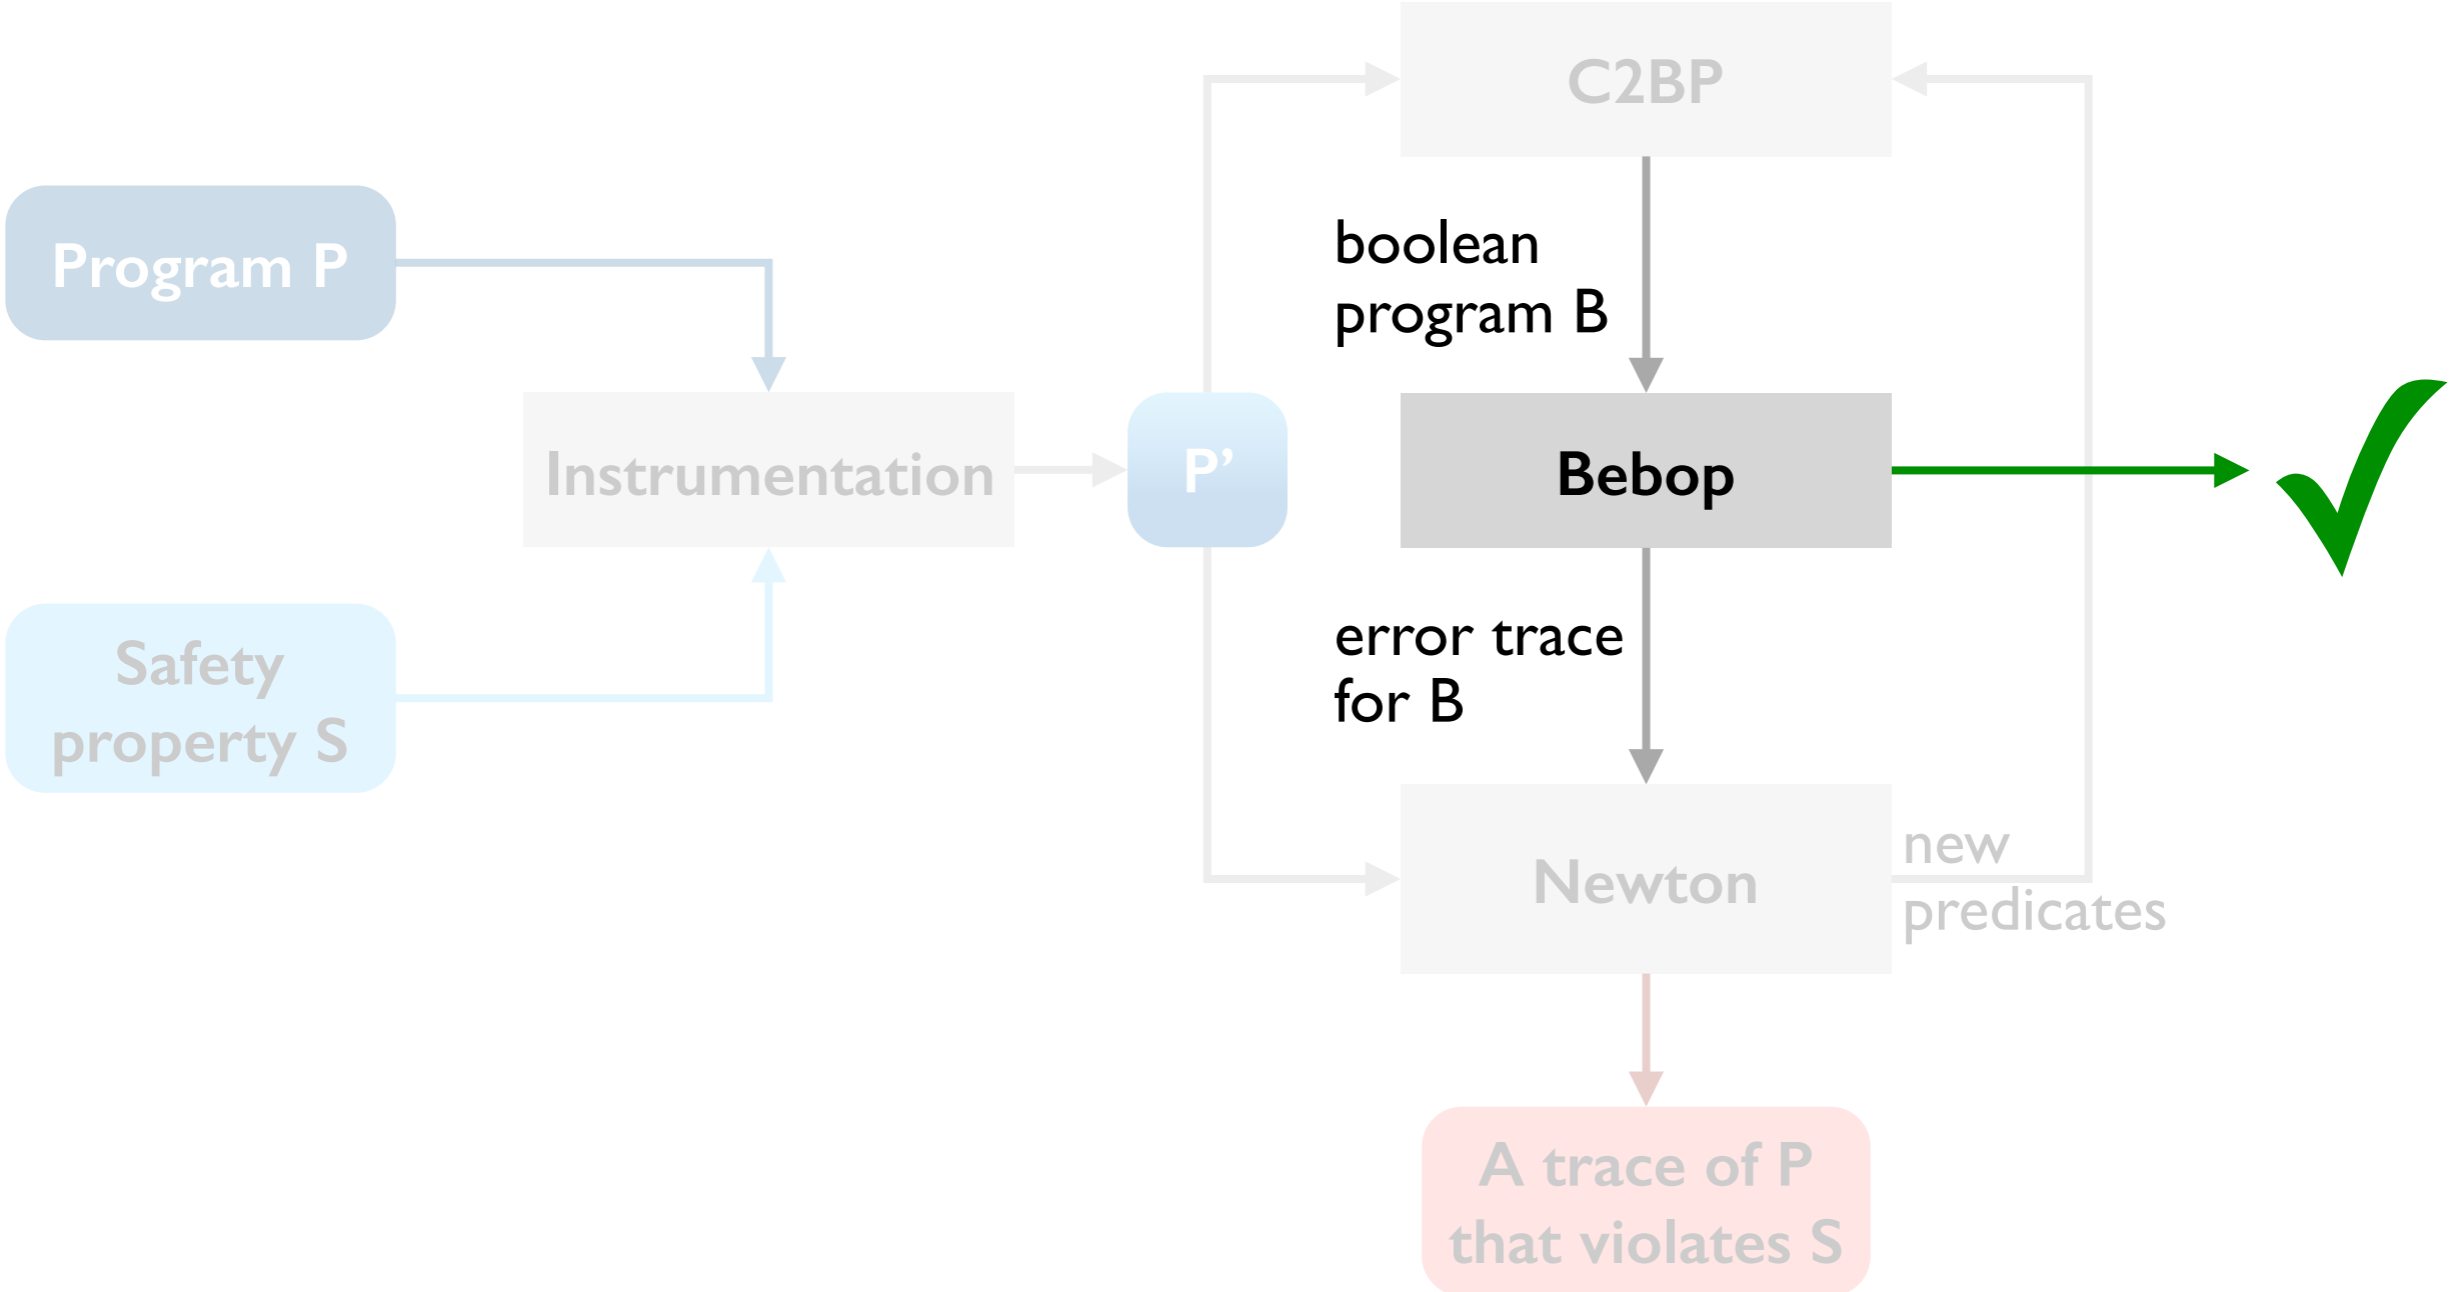 C2BP
boolean
program B
Program P
Instrumentation
P’
Bebop
Safety
property S
error trace
for B
Newton
new
predicates
A trace of P
that violates S